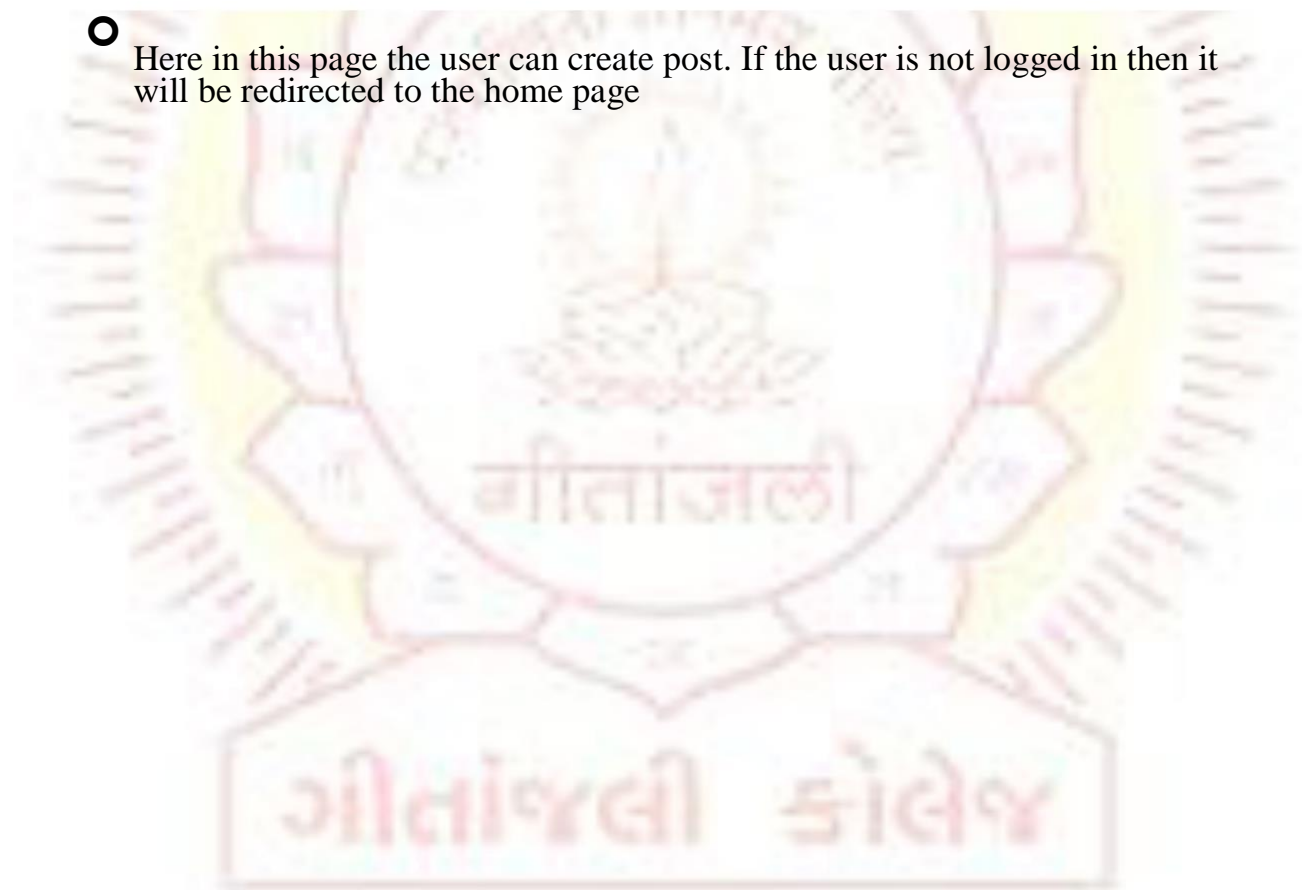 Here in this page the user can create post. If the user is not logged in then it
will be redirected to the home page
गीतांजली
ગીતાંજલી કોલેજ